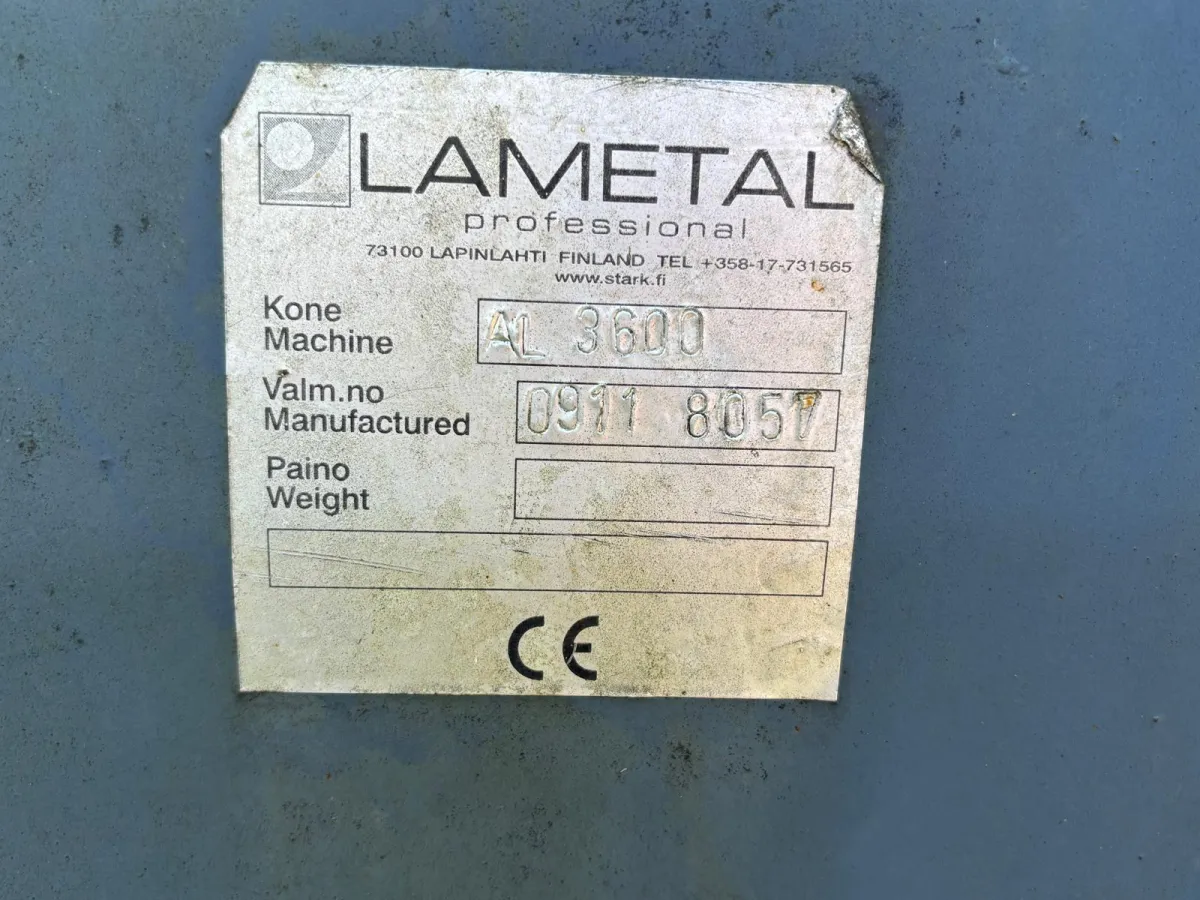 LAMETAL
professional
73100 LAPINLAHTI FINLAND TEL +358-17-731565
www.stark.fi
Kone
Machine
AL 3600
Valm.no
Manufactured
0911 8057
Paino
Weight
CE